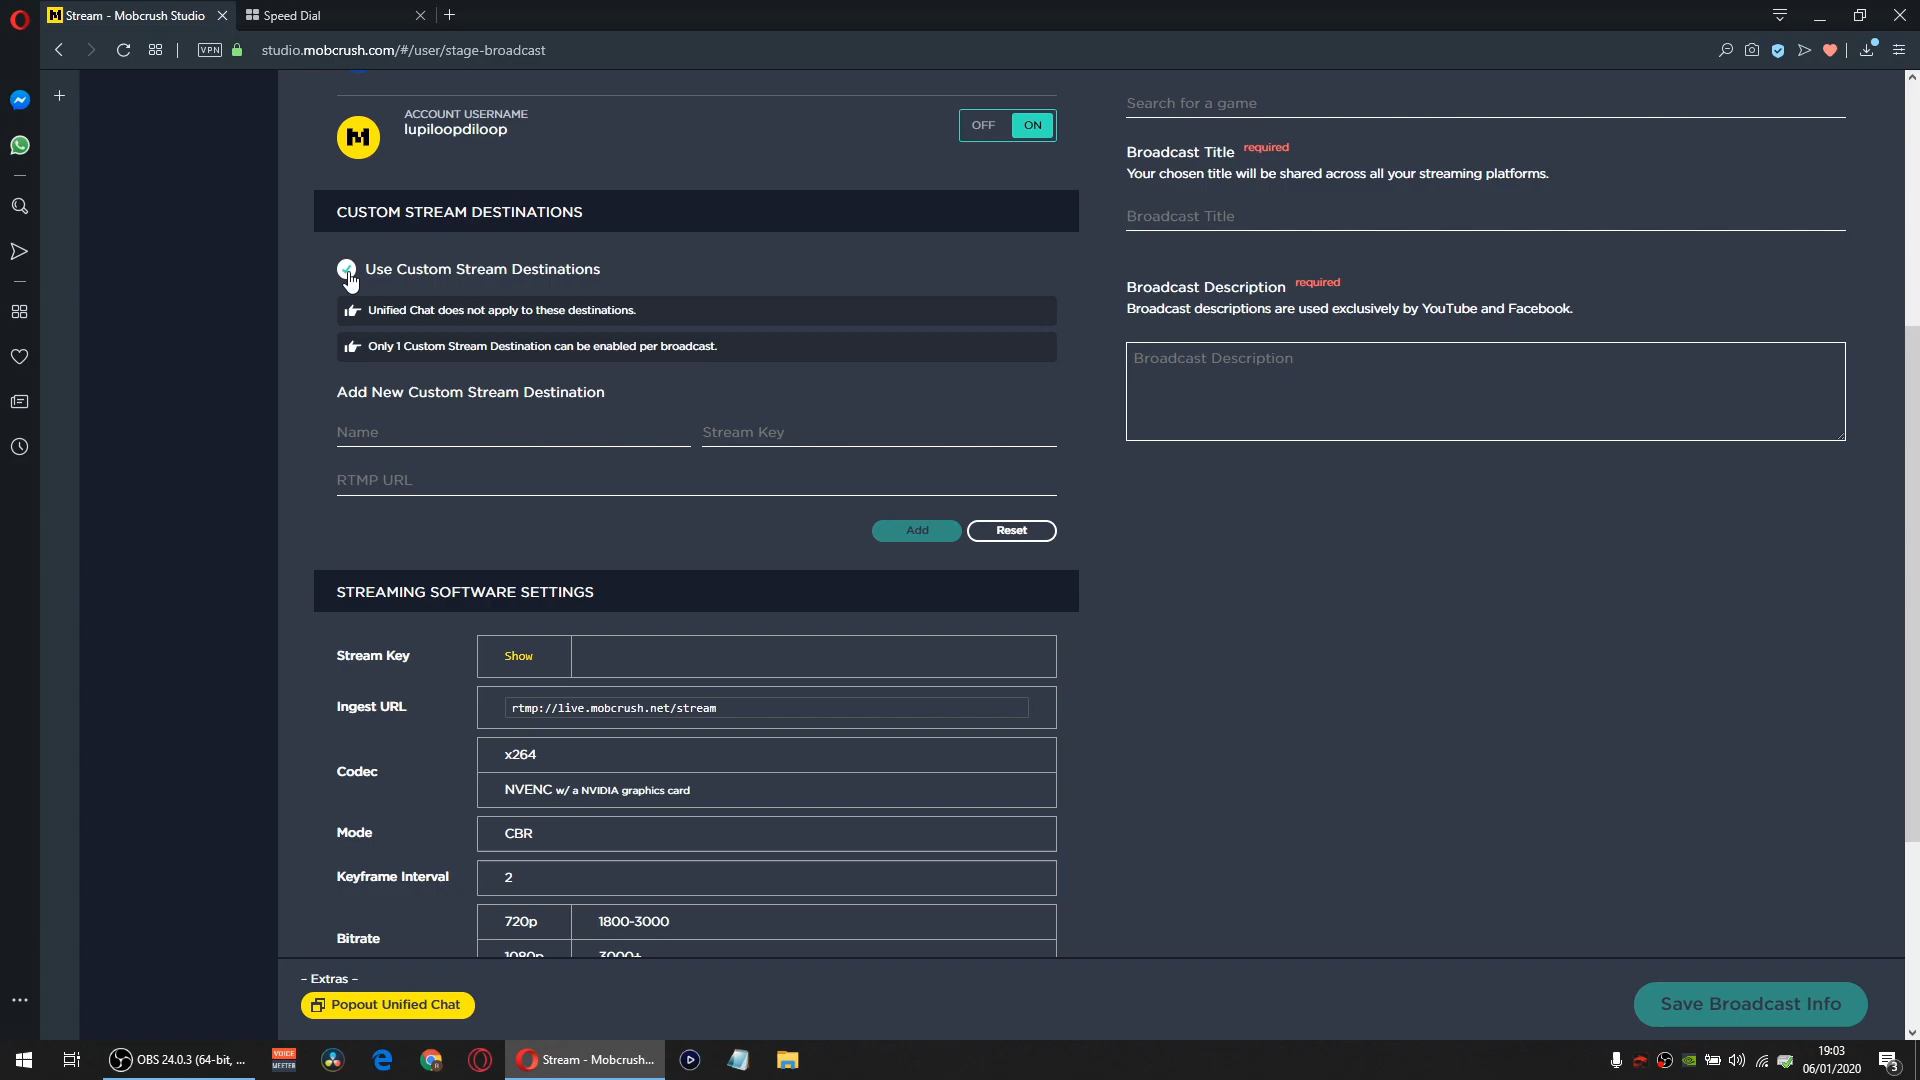 Stream - Mobcrush Studio
Speed Dial
VPN
studio.mobcrush.com/#/user/stage-broadcast
ACCOUNT USERNAME
lupiloopdiloop
OFF
ON
CUSTOM STREAM DESTINATIONS
Use Custom Stream Destinations
Unified Chat does not apply to these destinations.
Only 1 Custom Stream Destination can be enabled per broadcast.
Add New Custom Stream Destination
Name
Stream Key
RTMP URL
Add
Reset
STREAMING SOFTWARE SETTINGS
Stream Key
Show
Ingest URL
rtmp://live.mobcrush.net/stream
Codec
x264
NVENC w/ a NVIDIA graphics card
Mode
CBR
Keyframe Interval
2
Bitrate
720p
1800-3000
1080p
3000+
Search for a game
Broadcast Title required
Your chosen title will be shared across all your streaming platforms.
Broadcast Title
Broadcast Description required
Broadcast descriptions are used exclusively by YouTube and Facebook.
Broadcast Description
- Extras -
Popout Unified Chat
Save Broadcast Info
OBS 24.0.3 (64-bit, ...
VOICE
MEETER
Stream - Mobcrush...
19:03
06/01/2020
3